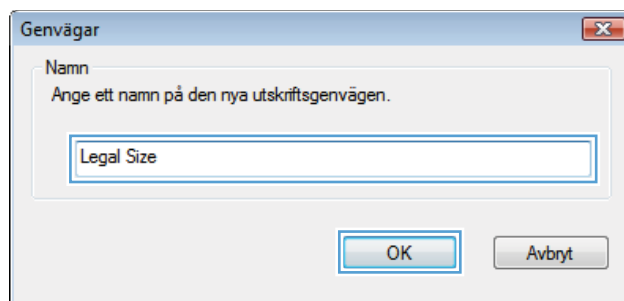 Genvägar
Namn
Ange ett namn på den nya utskriftsgenvägen.
Legal Size
OK
Avbryt